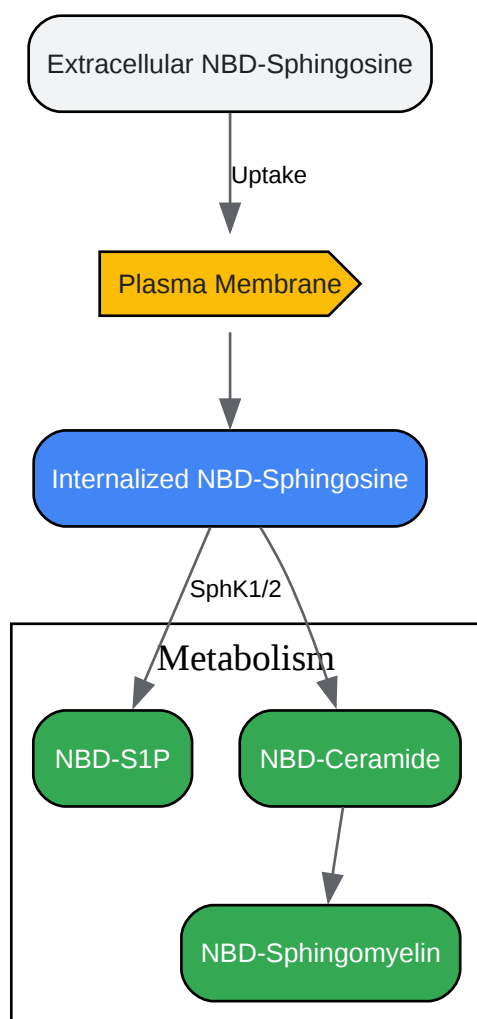 Extracellular NBD-Sphingosine
Uptake
Plasma Membrane
Internalized NBD-Sphingosine
SphK1/2
Metabolism
NBD-S1P
NBD-Ceramide
NBD-Sphingomyelin